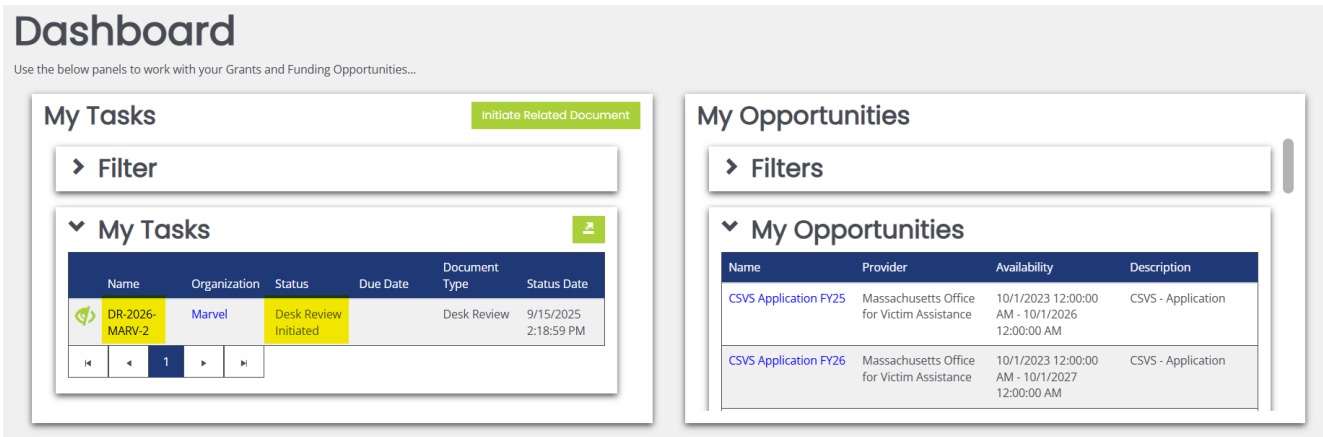 Dashboard
Use the below panels to work with your Grants and Funding Opportunities...
My Tasks
Initiate Related Document
Filter
My Tasks
Name Organization Status Due Date Document Type Status Date
DR-2026-MARV-2 Marvel Desk Review Initiated Desk Review 9/15/2025 2:18:59 PM
1
My Opportunities
Filters
My Opportunities
Name Provider Availability Description
CSVS Application FY25 Massachusetts Office for Victim Assistance 10/1/2023 12:00:00 AM - 10/1/2026 12:00:00 AM CSVS - Application
CSVS Application FY26 Massachusetts Office for Victim Assistance 10/1/2023 12:00:00 AM - 10/1/2027 12:00:00 AM CSVS - Application